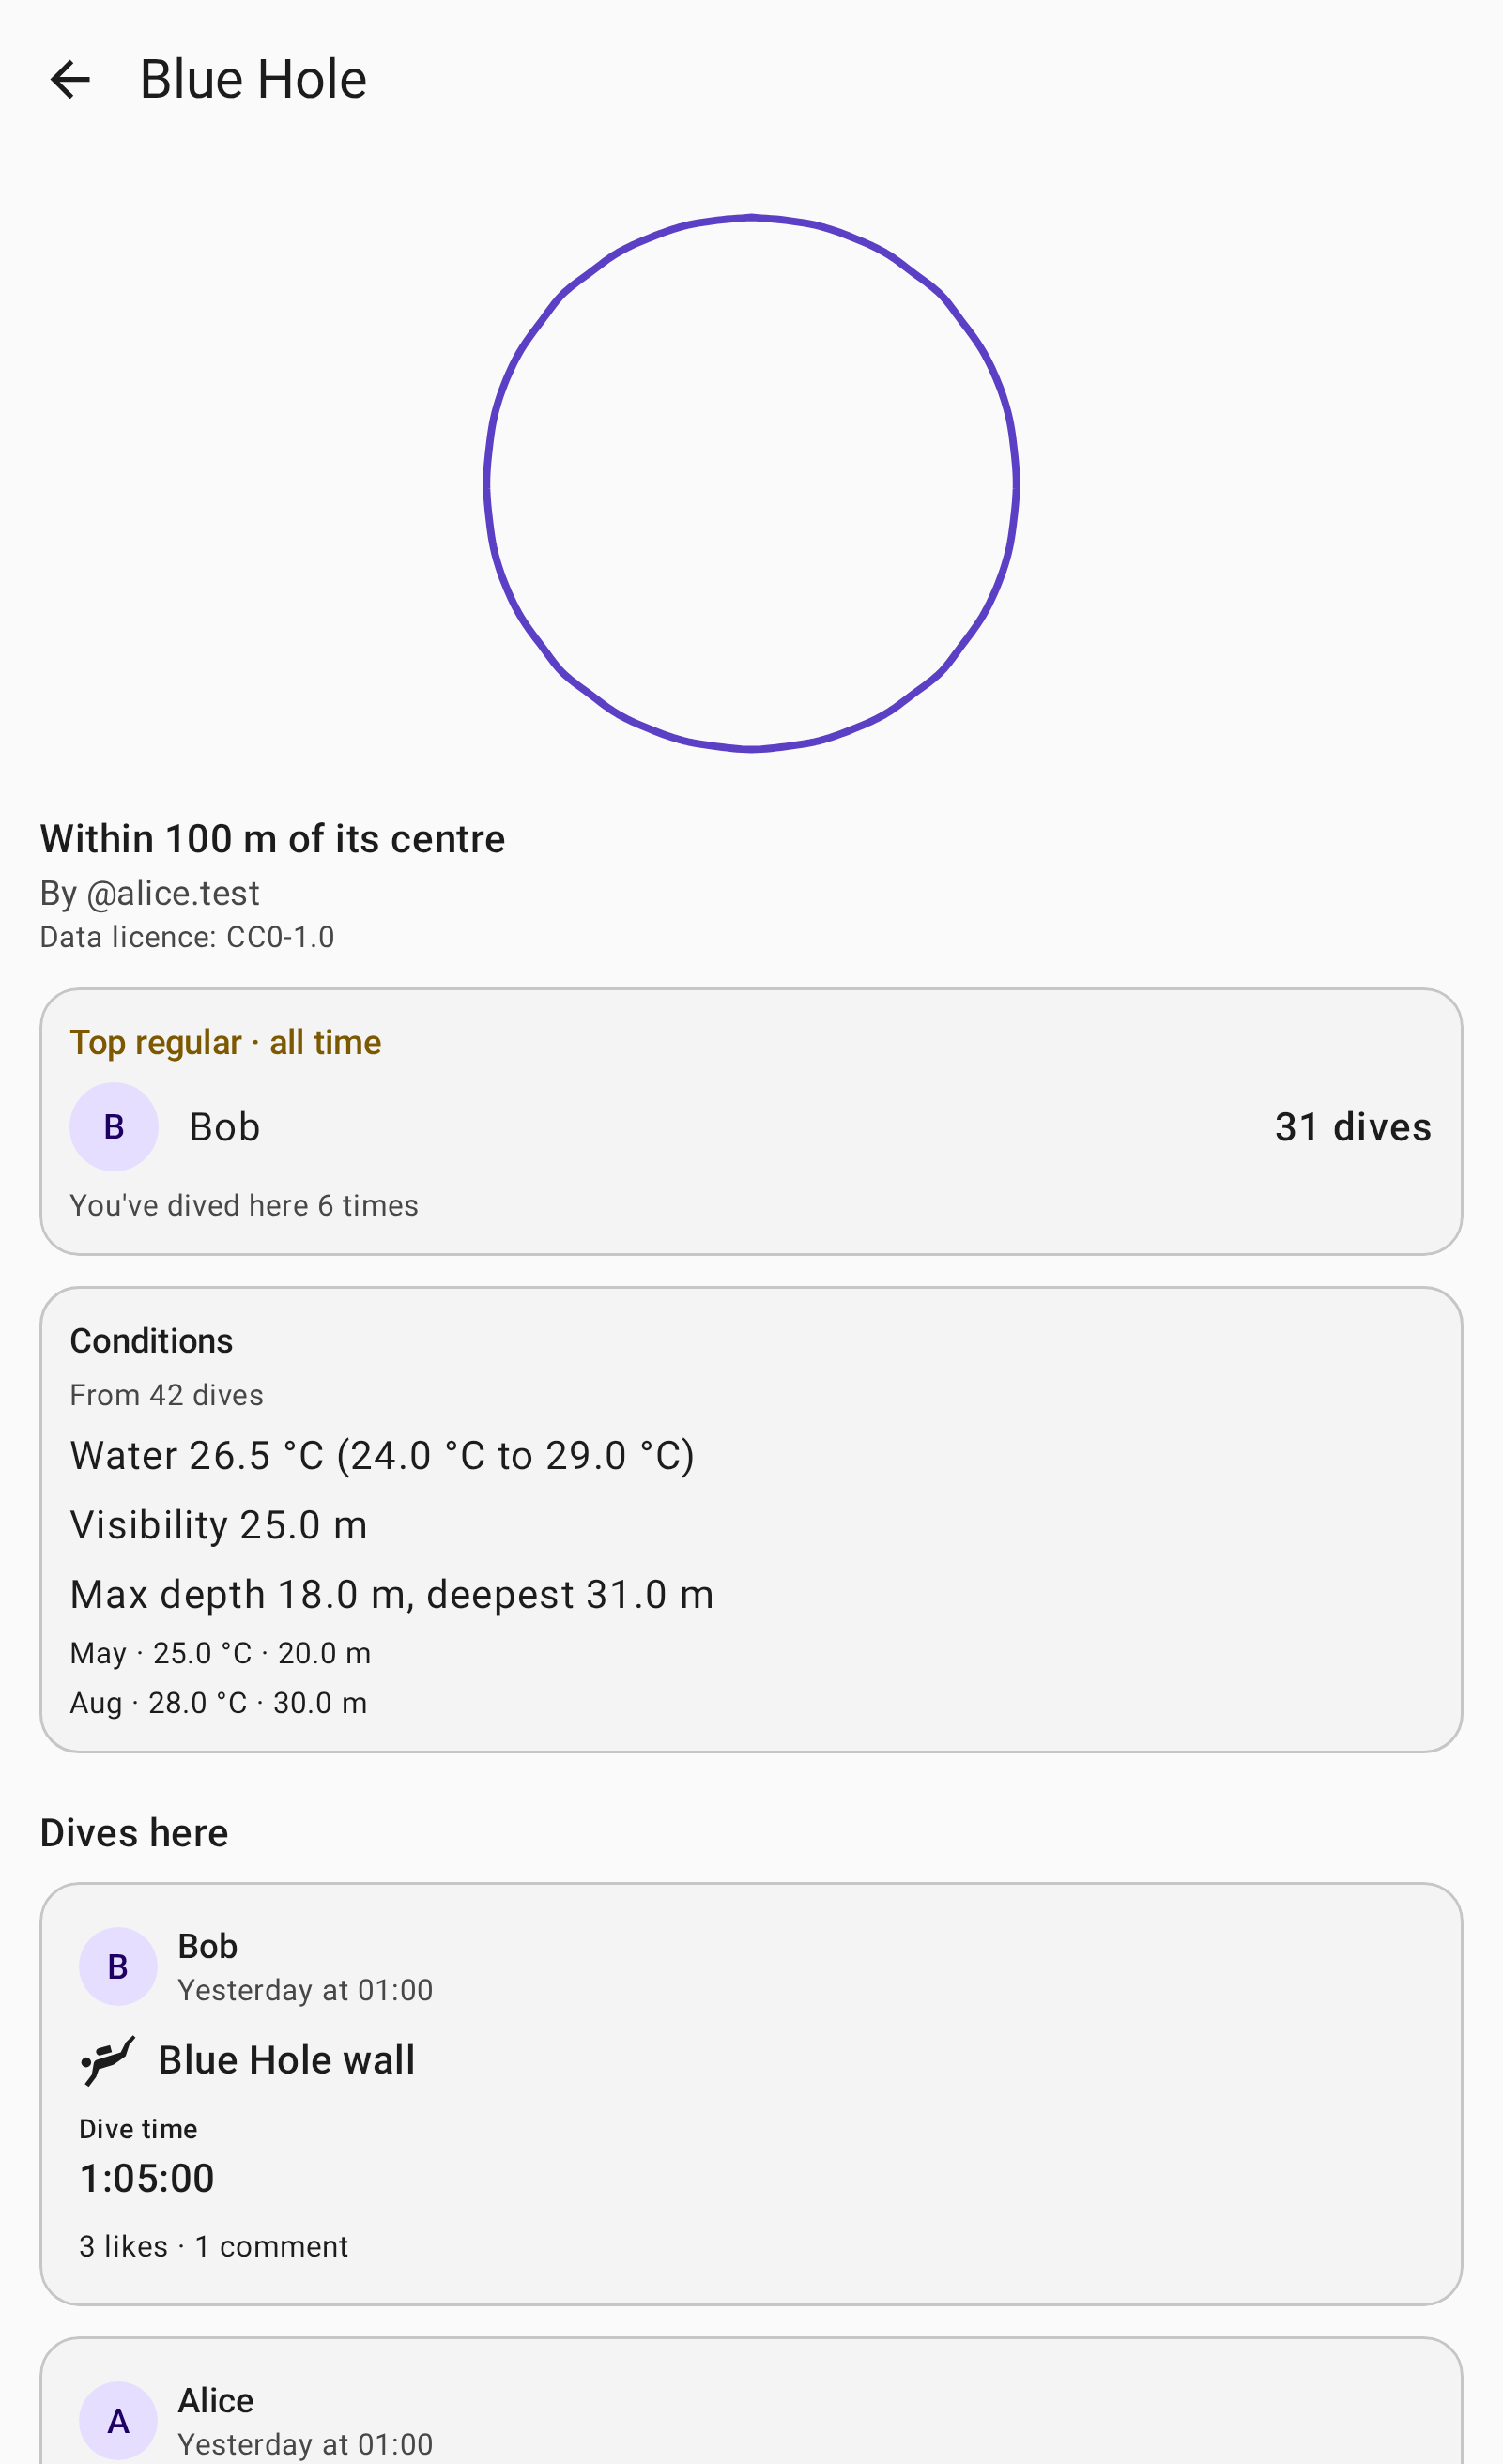 Blue Hole
Within 100 m of its centre
By @alice.test
Data licence: CC0-1.0
Top regular · all time
B
Bob
31 dives
You've dived here 6 times
Conditions
From 42 dives
Water 26.5 °C (24.0 °C to 29.0 °C)
Visibility 25.0 m
Max depth 18.0 m, deepest 31.0 m
May · 25.0 °C · 20.0 m
Aug · 28.0 °C · 30.0 m
Dives here
B
Bob
Yesterday at 01:00
Blue Hole wall
Dive time
1:05:00
3 likes · 1 comment
A
Alice
Yesterday at 01:00